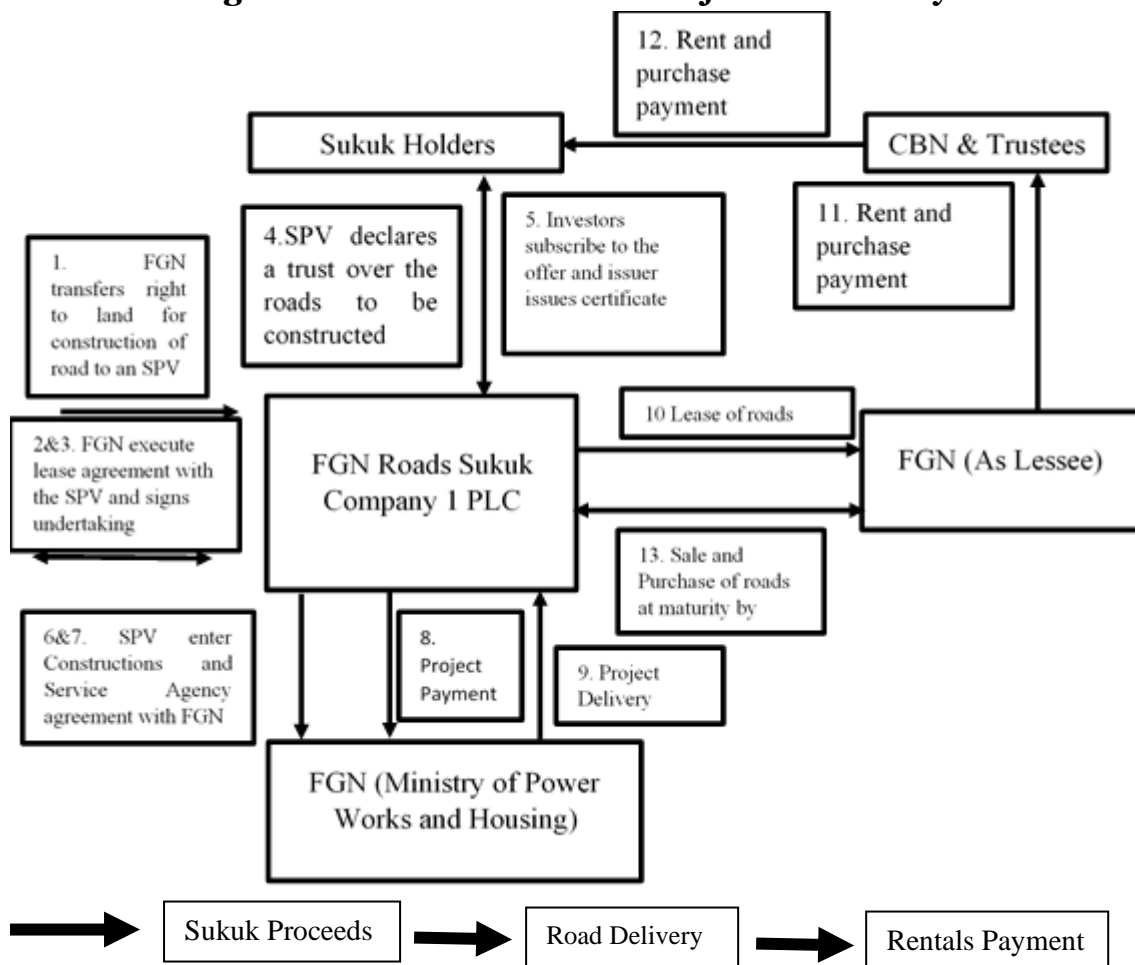 12. Rent and
purchase
payment
Sukuk Holders
CBN & Trustees
4.SPV declares
a trust over the
roads to be
constructed
5. Investors
subscribe to the
offer and issuer
issues certificate
11. Rent and
purchase
payment
1. FGN
transfers right
to land for
construction of
road to an SPV
2&3. FGN execute
lease agreement with
the SPV and signs
undertaking
FGN Roads Sukuk
Company 1 PLC
10 Lease of roads
FGN (As Lessee)
13. Sale and
Purchase of roads
at maturity by
6&7. SPV enter
Constructions and
Service Agency
agreement with FGN
8.
Project
Payment
9. Project
Delivery
FGN (Ministry of Power
Works and Housing)
Sukuk Proceeds
Road Delivery
Rentals Payment